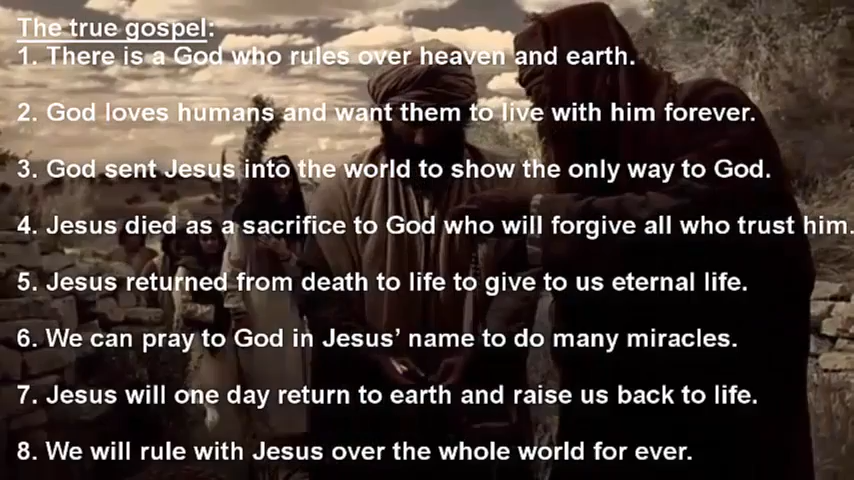 The true gospel:
1. There is a God who rules over heaven and earth.
2. God loves humans and want them to live with him forever.
3. God sent Jesus into the world to show the only way to God.
4. Jesus died as a sacrifice to God who will forgive all who trust him.
5. Jesus returned from death to life to give to us eternal life.
6. We can pray to God in Jesus’ name to do many miracles.
7. Jesus will one day return to earth and raise us back to life.
8. We will rule with Jesus over the whole world for ever.